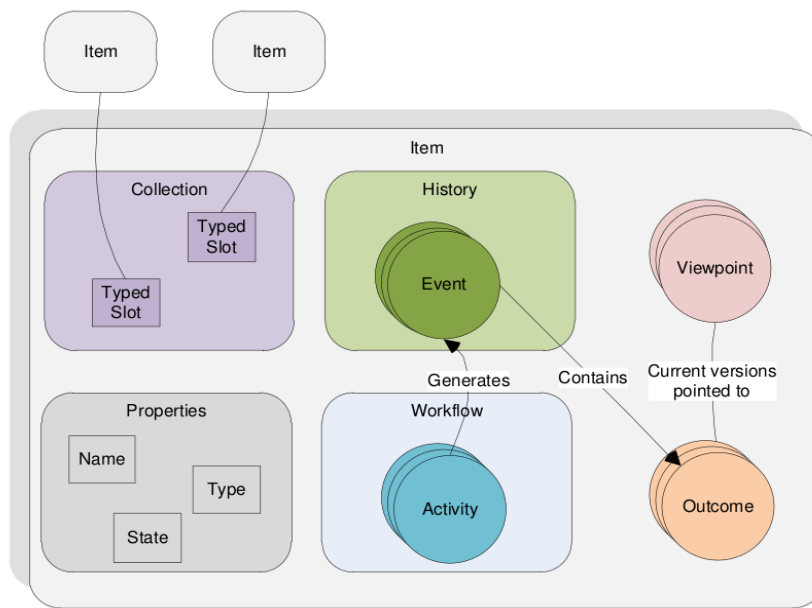 Item
Item
Item
Collection
History
Typed
Slot
Viewpoint
Event
Typed
Slot
Generates
Contains
Current versions
pointed to
Properties
Workflow
Name
Type
Activity
Outcome
State